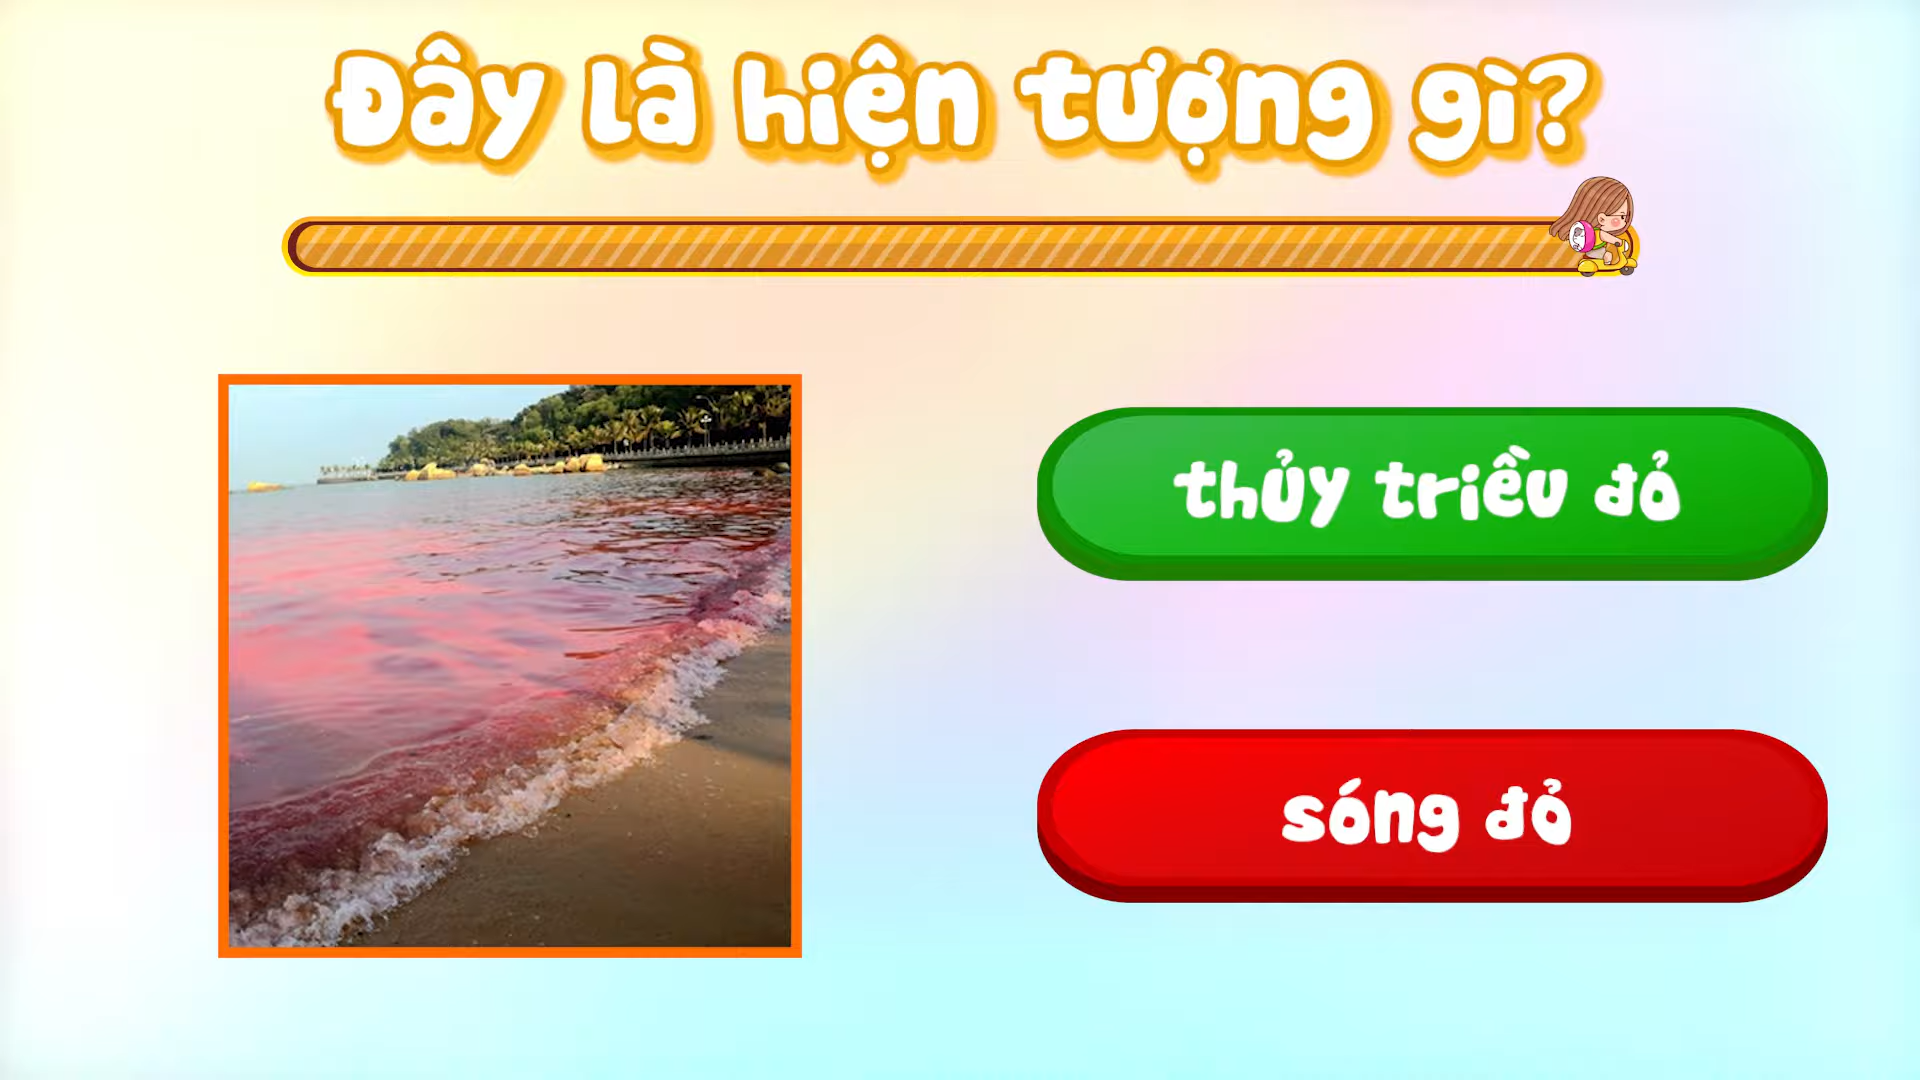 Đây là hiện tượng gì?
thủy triều đỏ
sóng đỏ